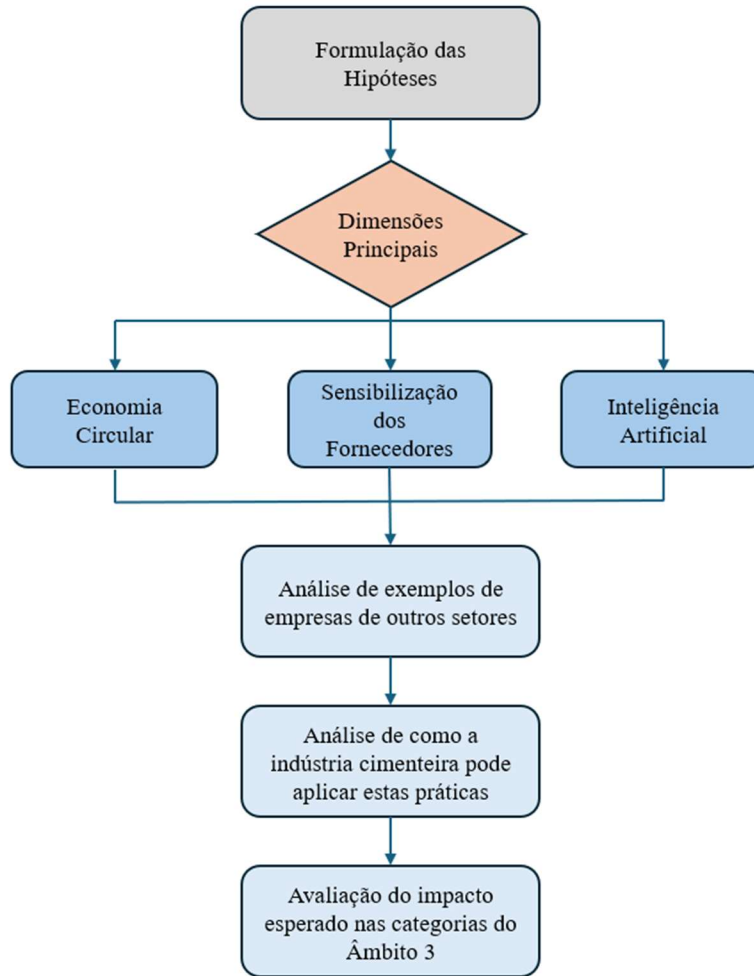 Formulação das
Hipóteses
Dimensões
Principais
Economia
Circular
Sensibilização
dos
Fornecedores
Inteligência
Artificial
Análise de exemplos de
empresas de outros setores
Análise de como a
indústria cimenteira pode
aplicar estas práticas
Avaliação do impacto
esperado nas categorias do
Âmbito 3